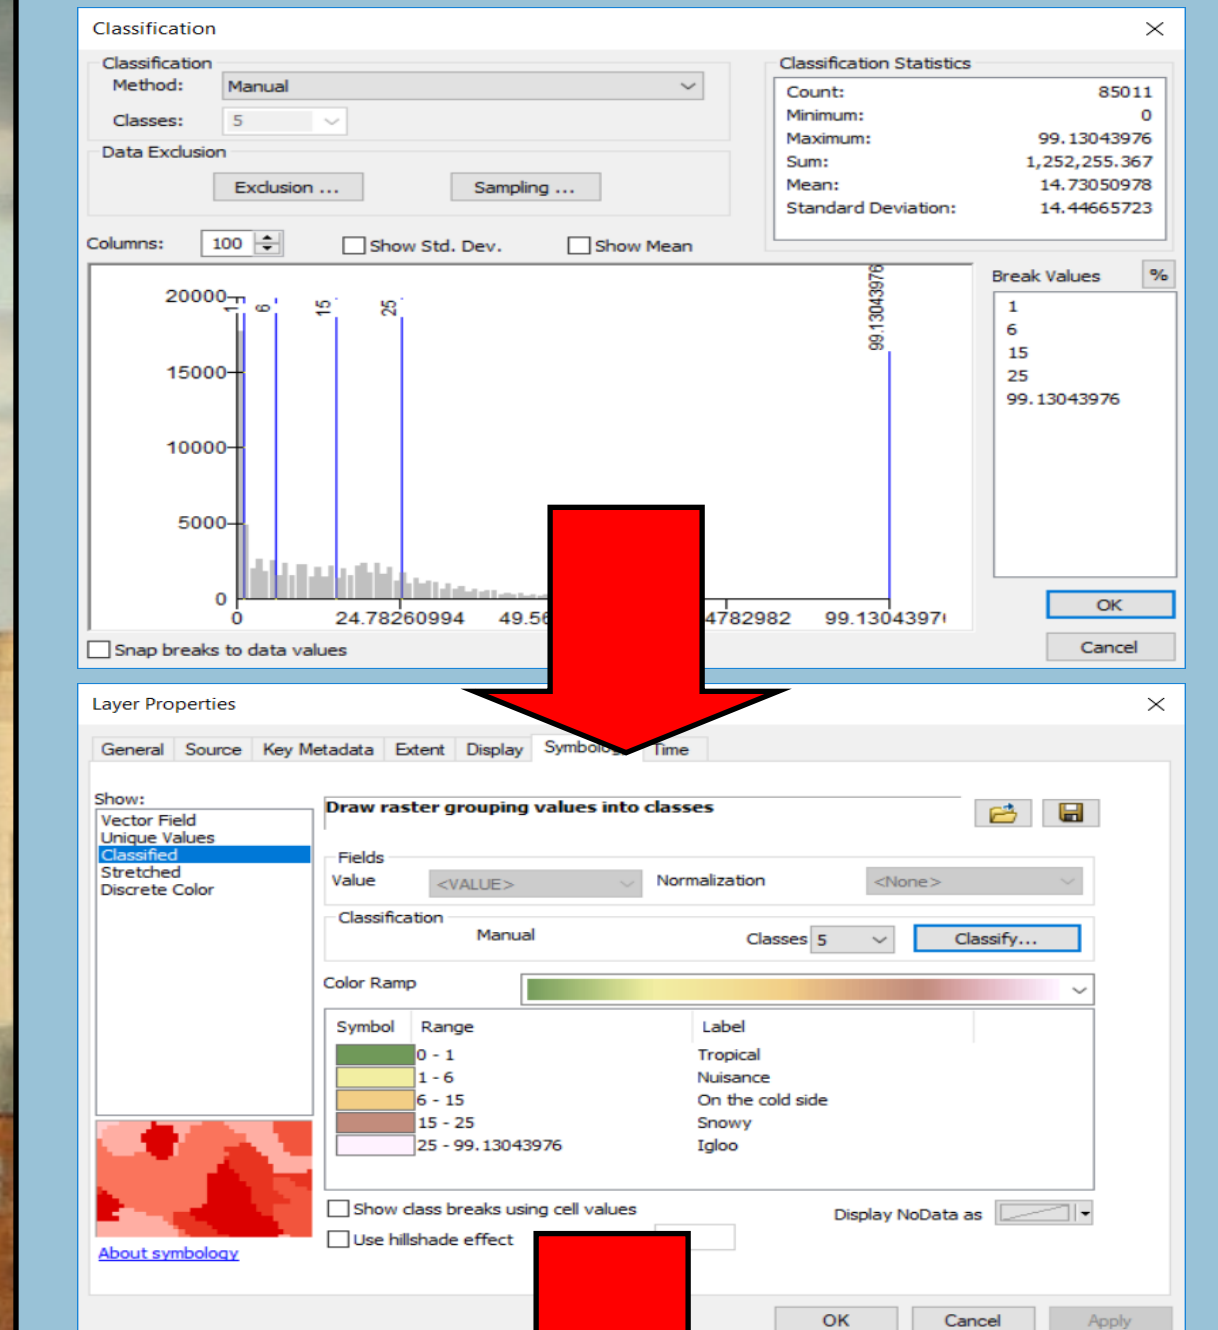 Classification
Classification
Method: Manual
Classes: 5
Data Exclusion
Exclusion ... Sampling ...
Classification Statistics
Count: 85011
Minimum: 0
Maximum: 99.13043976
Sum: 1,252,255.367
Mean: 14.73050978
Standard Deviation: 14.44665723
Columns: 100 Show Std. Dev. Show Mean
Break Values %
1
6
15
25
99.13043976
1 6 15 25 99.13043976
20000
15000
10000
5000
0
0 24.78260994 49.56 4782982 99.1304397
OK
Snap breaks to data values Cancel
Layer Properties
General Source Key Metadata Extent Display Symbology Time
Show:
Vector Field
Unique Values
Classified
Stretched
Discrete Color
Draw raster grouping values into classes
Fields
Value <VALUE> Normalization <None>
Classification
Manual Classes 5 Classify...
Color Ramp
Symbol Range Label
0 - 1 Tropical
1 - 6 Nuisance
6 - 15 On the cold side
15 - 25 Snowy
25 - 99.13043976 Igloo
Show class breaks using cell values Display NoData as
Use hillshade effect
About symbology
OK Cancel Apply